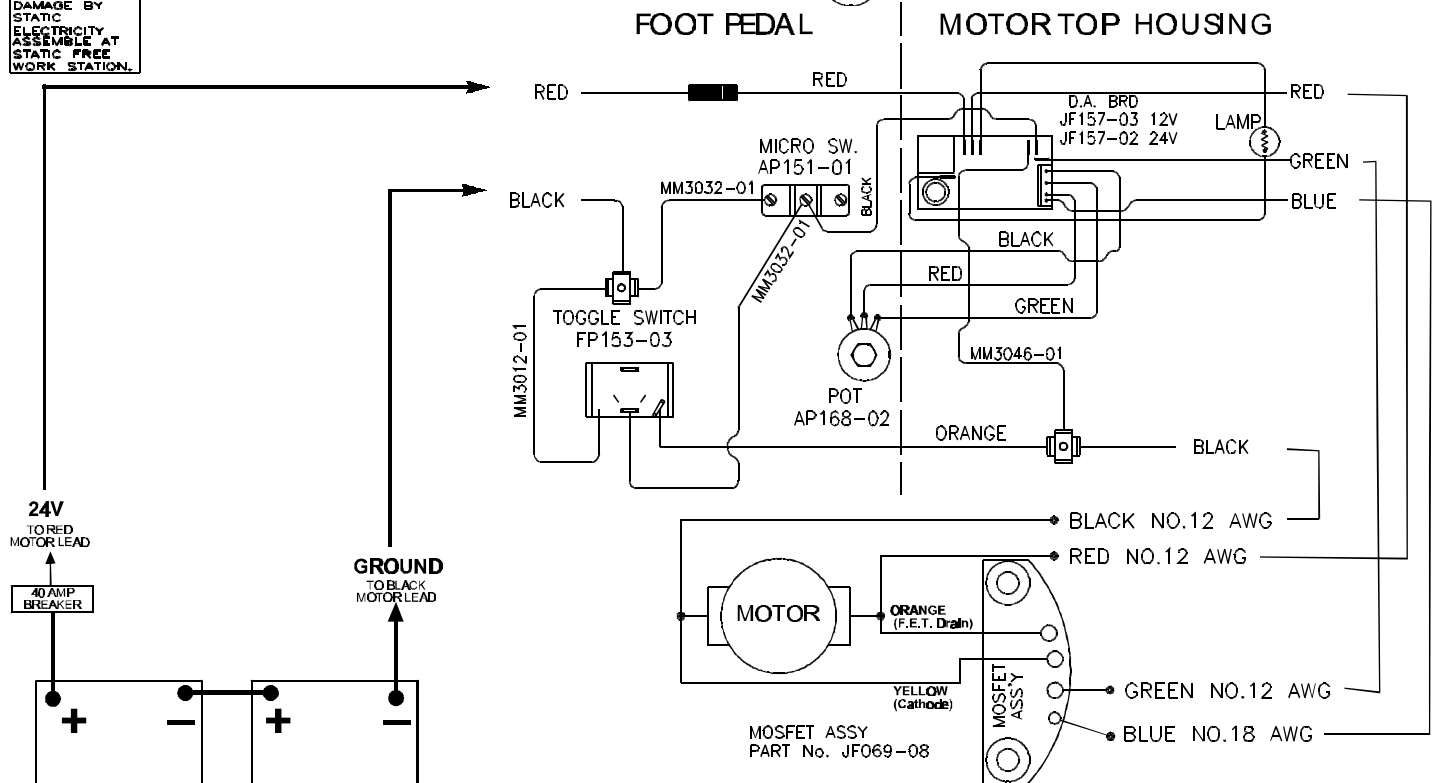 DAMAGE BY
STATIC
ELECTRICITY
ASSEMBLE AT
STATIC FREE
WORK STATION.
FOOT PEDAL
MOTOR TOP HOUSING
RED
RED
D.A. BRD
JF157-03 12V
JF157-02 24V
LAMP
RED
GREEN
BLUE
MICRO SW.
AP151-01
MM3032-01
BLACK
BLACK
MM3032-01
BLACK
RED
GREEN
TOGGLE SWITCH
FP153-03
MM3012-01
MM3046-01
POT
AP168-02
ORANGE
BLACK
24V
TO RED
MOTOR LEAD
40 AMP
BREAKER
GROUND
TO BLACK
MOTOR LEAD
BLACK NO.12 AWG
RED NO.12 AWG
MOTOR
ORANGE
(F.E.T. Drain)
YELLOW
(Cathode)
MOSFET
ASS'Y
GREEN NO.12 AWG
BLUE NO.18 AWG
MOSFET ASSY
PART No. JF069-08
+ −
+ −